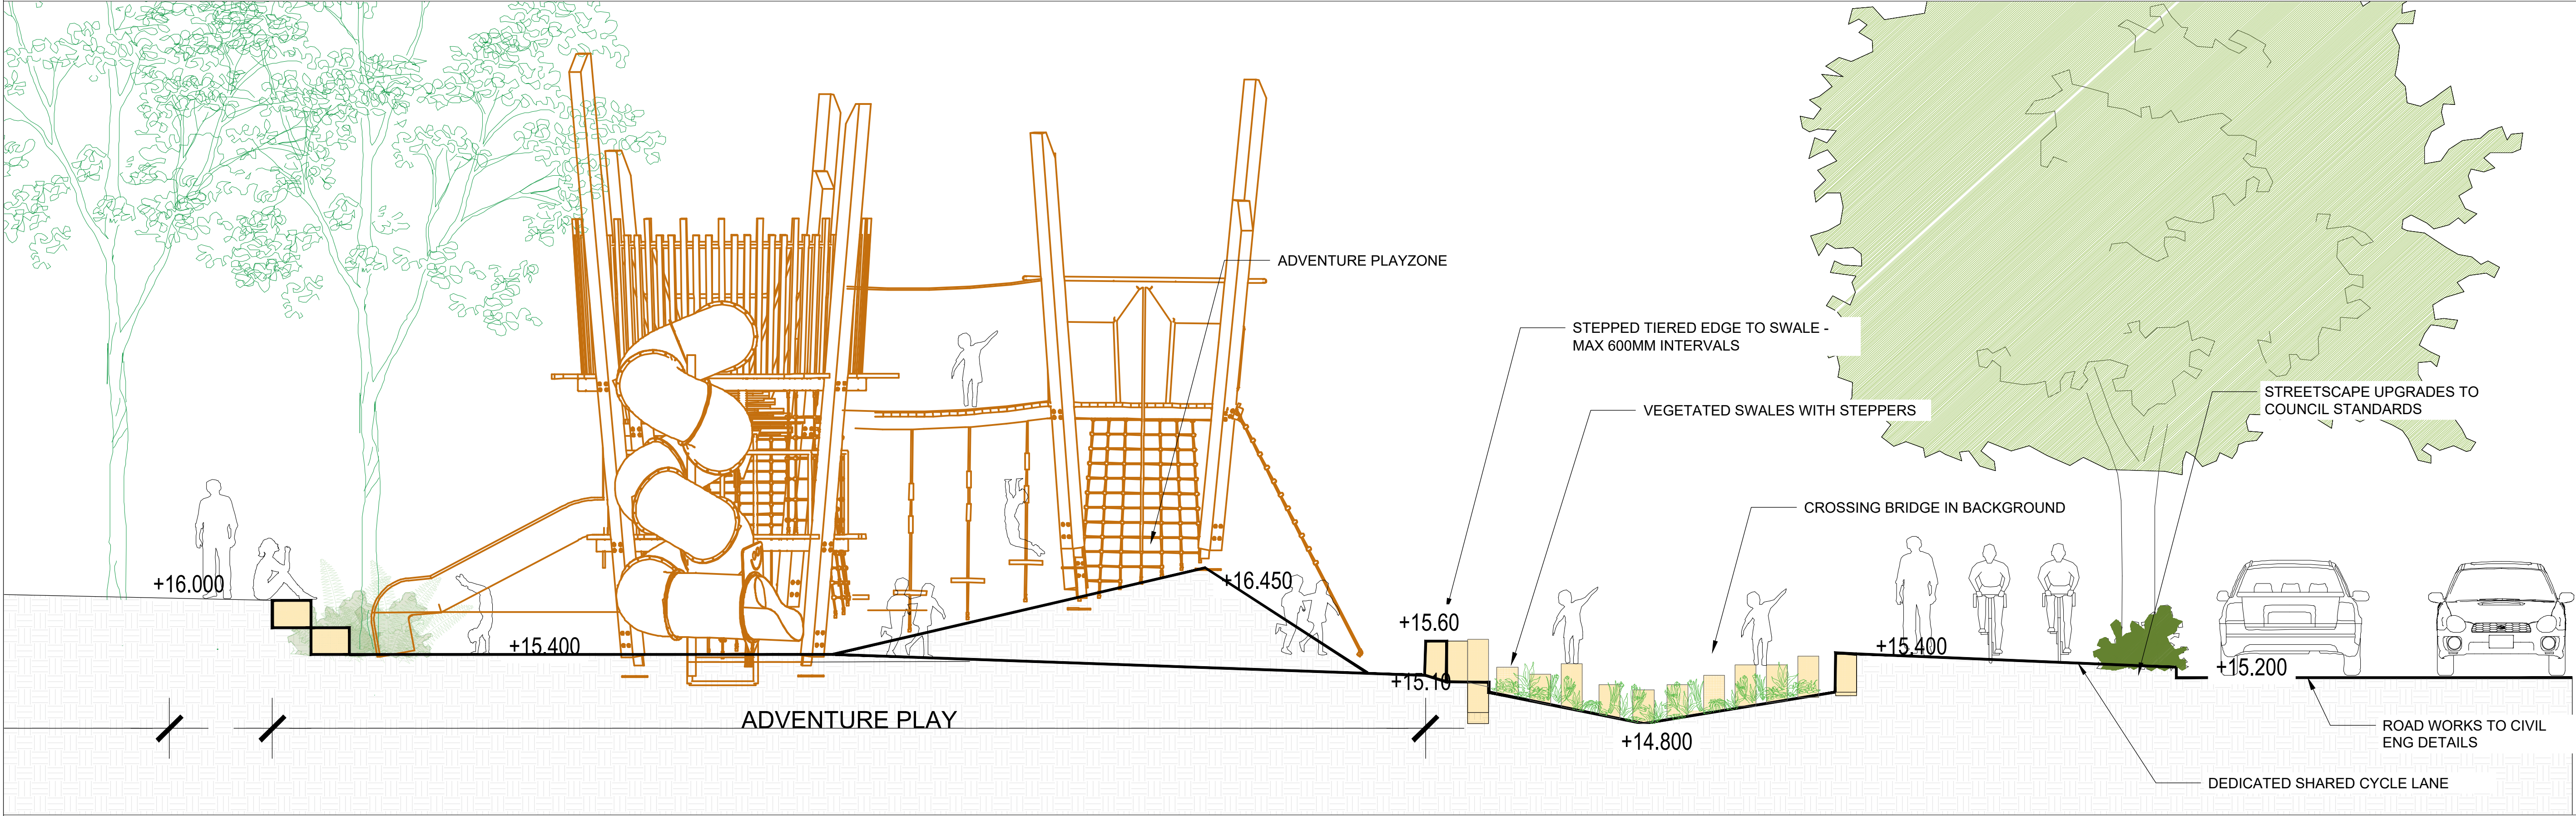 ADVENTURE PLAYZONE
STEPPED TIERED EDGE TO SWALE -
MAX 600MM INTERVALS
VEGETATED SWALES WITH STEPPERS
STREETSCAPE UPGRADES TO
COUNCIL STANDARDS
CROSSING BRIDGE IN BACKGROUND
+16.000
+16.450
+15.60
+15.400
+15.400
+15.200
+15.10
ADVENTURE PLAY
+14.800
ROAD WORKS TO CIVIL
ENG DETAILS
DEDICATED SHARED CYCLE LANE